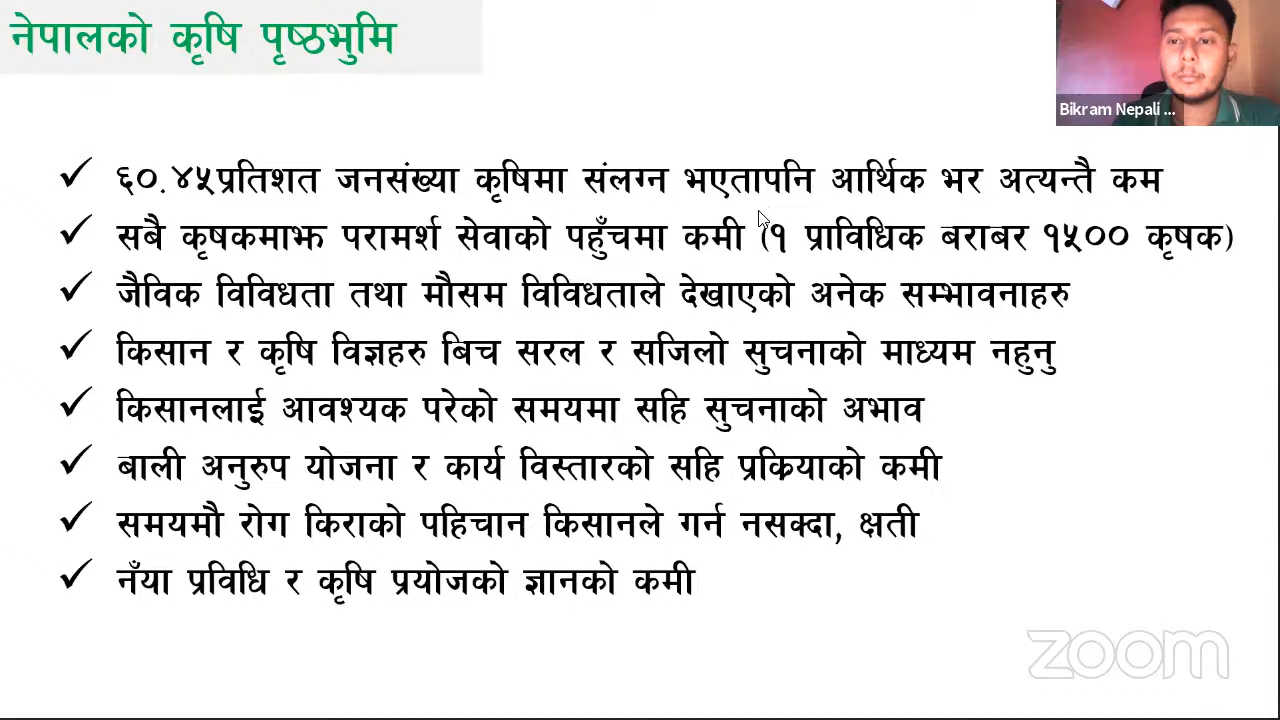 नेपालको कृषि पृष्ठभुमि
Bikram Nepali ...
✓ ६०.४५प्रतिशत जनसंख्या कृषिमा संलग्न भएतापनि आर्थिक भर अत्यन्तै कम
✓ सबै कृषकमाझ परामर्श सेवाको पहुँचमा कमी (१ प्राविधिक बराबर १५०० कृषक)
✓ जैविक विविधता तथा मौसम विविधताले देखाएको अनेक सम्भावनाहरु
✓ किसान र कृषि विज्ञहरु बिच सरल र सजिलो सुचनाको माध्यम नहुनु
✓ किसानलाई आवश्यक परेको समयमा सहि सुचनाको अभाव
✓ बाली अनुरुप योजना र कार्य विस्तारको सहि प्रक्रियाको कमी
✓ समयमौ रोग किराको पहिचान किसानले गर्न नसक्दा, क्षती
✓ नँया प्रविधि र कृषि प्रयोजको ज्ञानको कमी
zoom